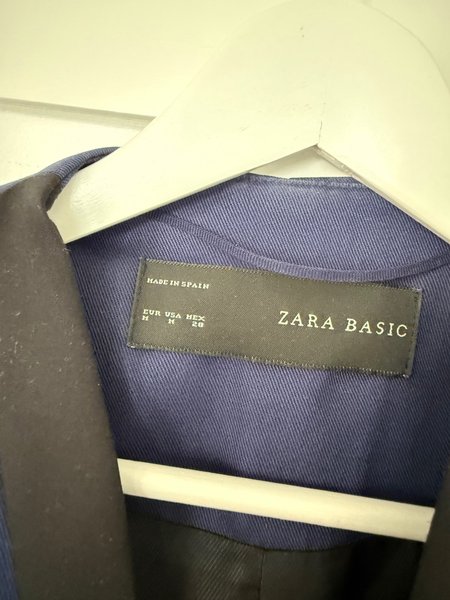 MADE IN SPAIN
EUR USA MEX
M M 28
ZARA BASIC